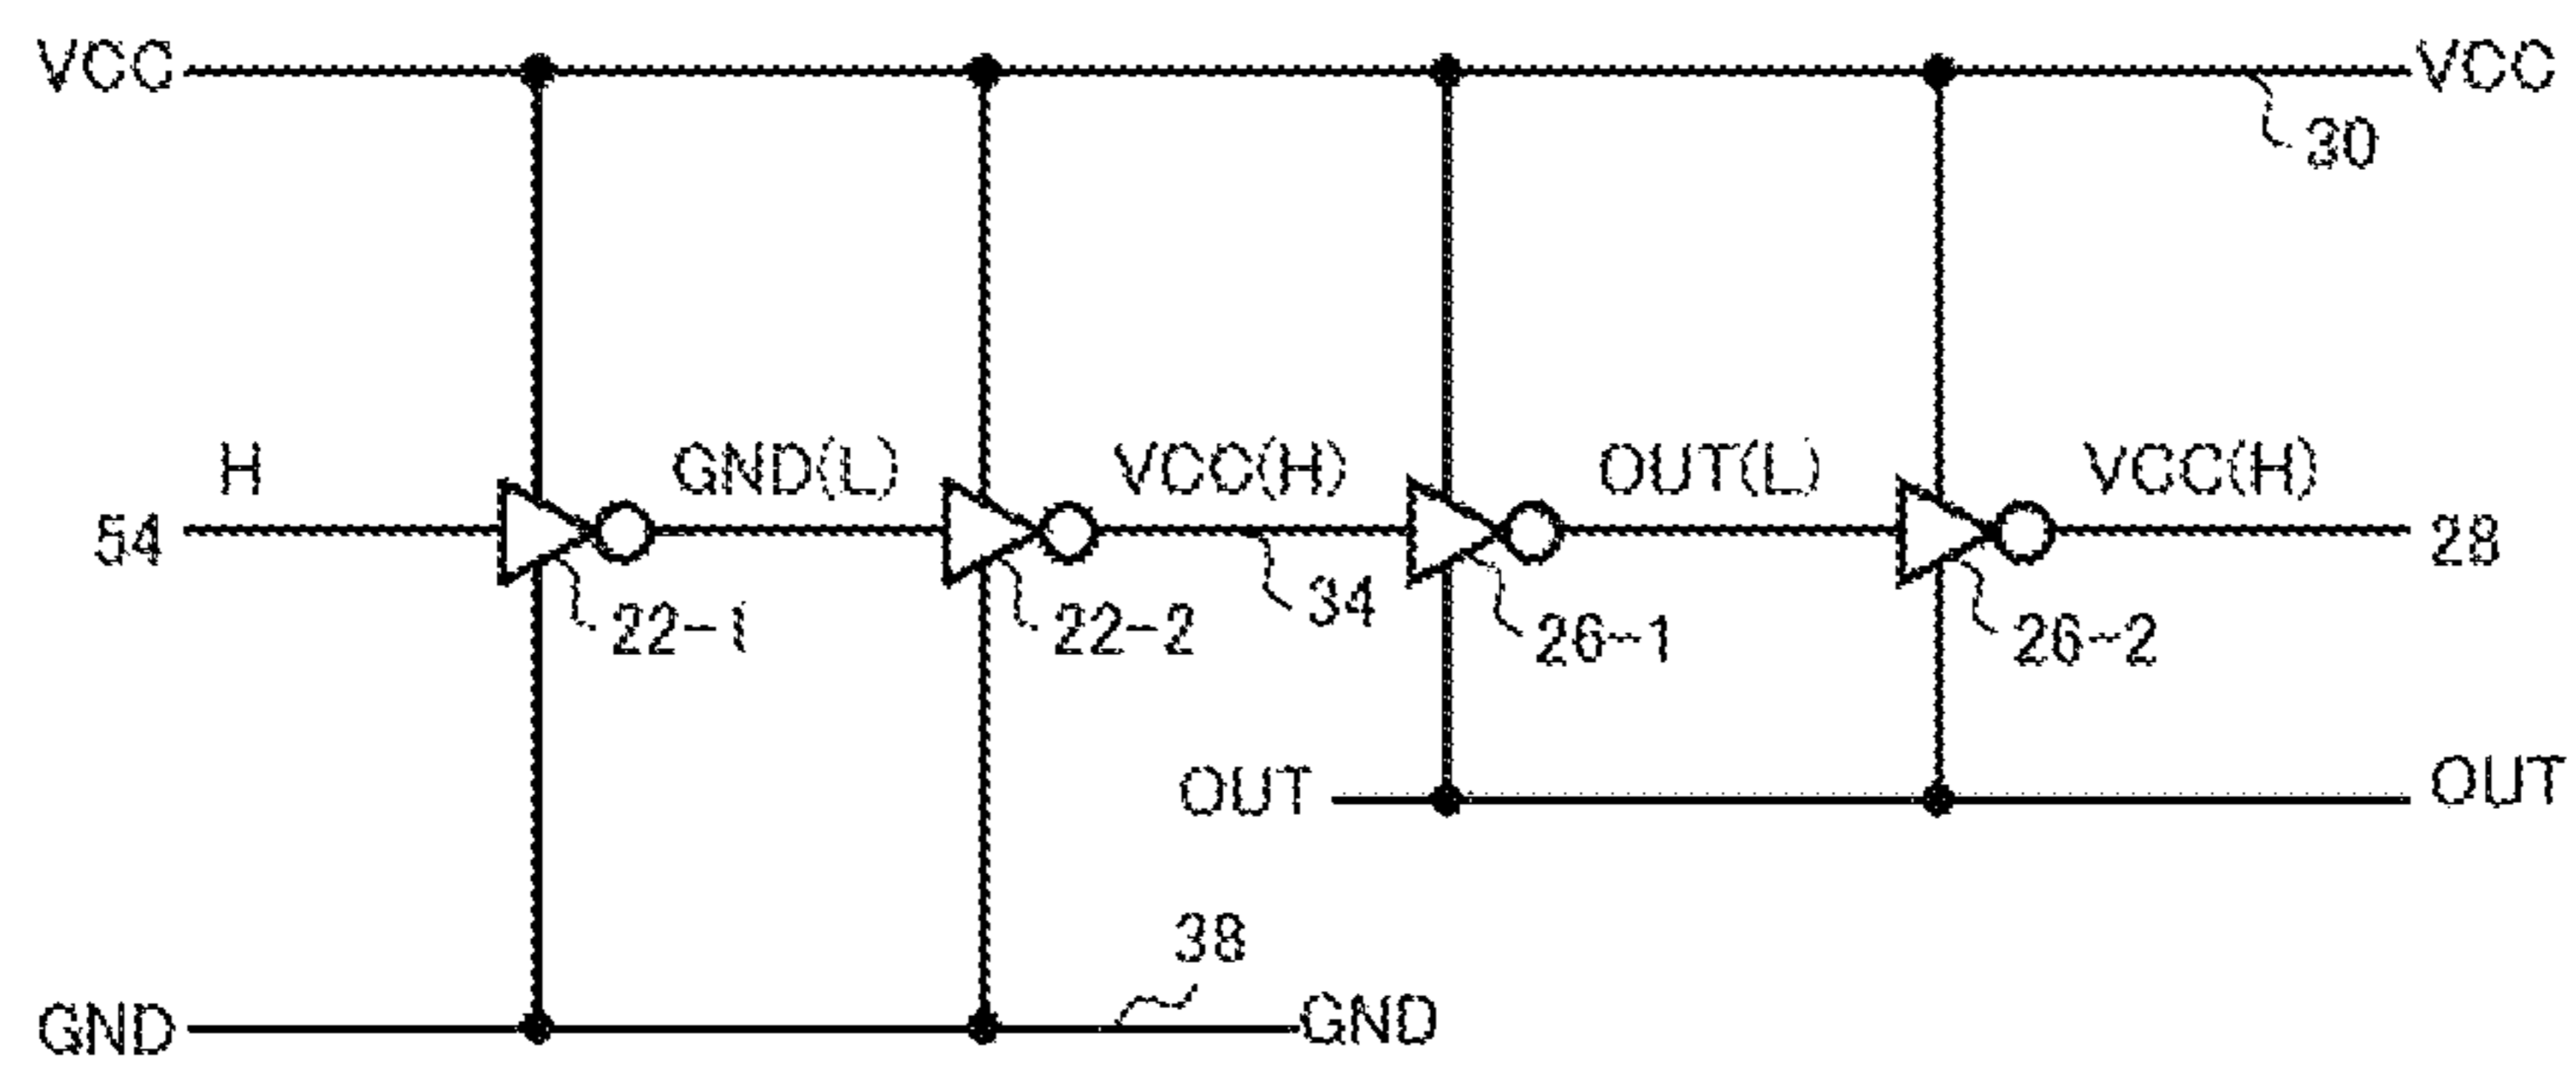 VCC VCC
30
H GND(L) VCC(H) OUT(L) VCC(H)
54 28
22-1 22-2 34 26-1 26-2
OUT OUT
38
GND GND